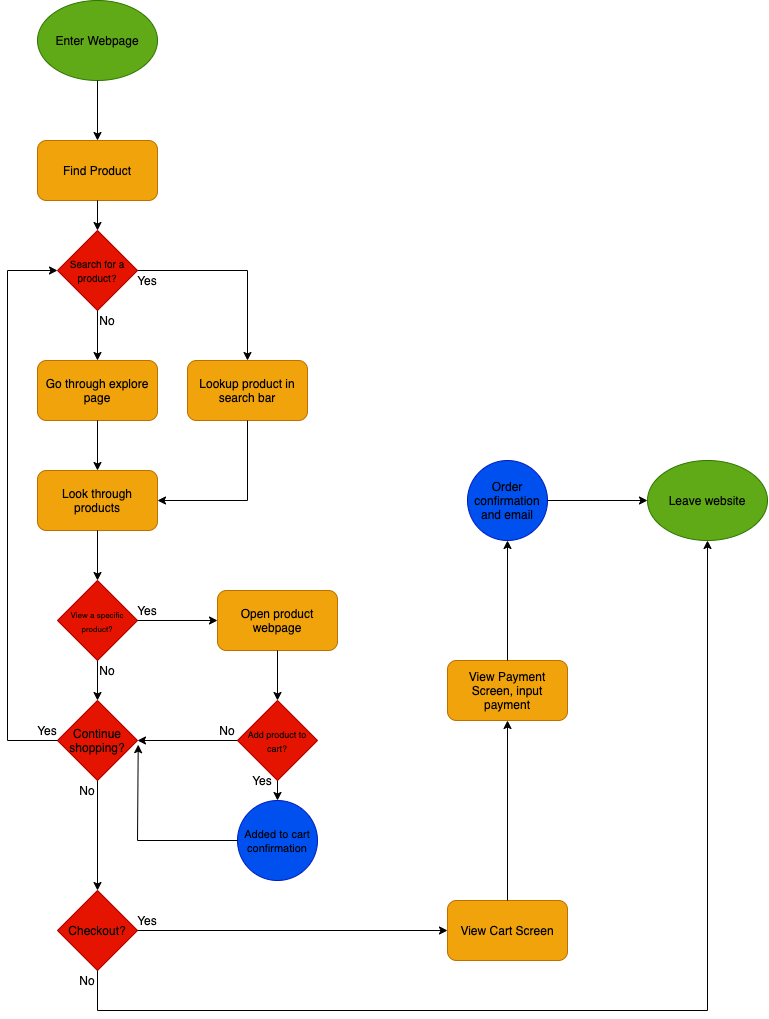 Enter Webpage
Find Product
Search for a
product?
Yes
No
Go through explore
page
Lookup product in
search bar
Look through
products
Order
confirmation
and email
Leave website
View a specific
product?
Yes
Open product
webpage
No
View Payment
Screen, input
payment
Yes
Continue
shopping?
No
Add product to
cart?
Yes
No
Added to cart
confirmation
Checkout?
Yes
View Cart Screen
No